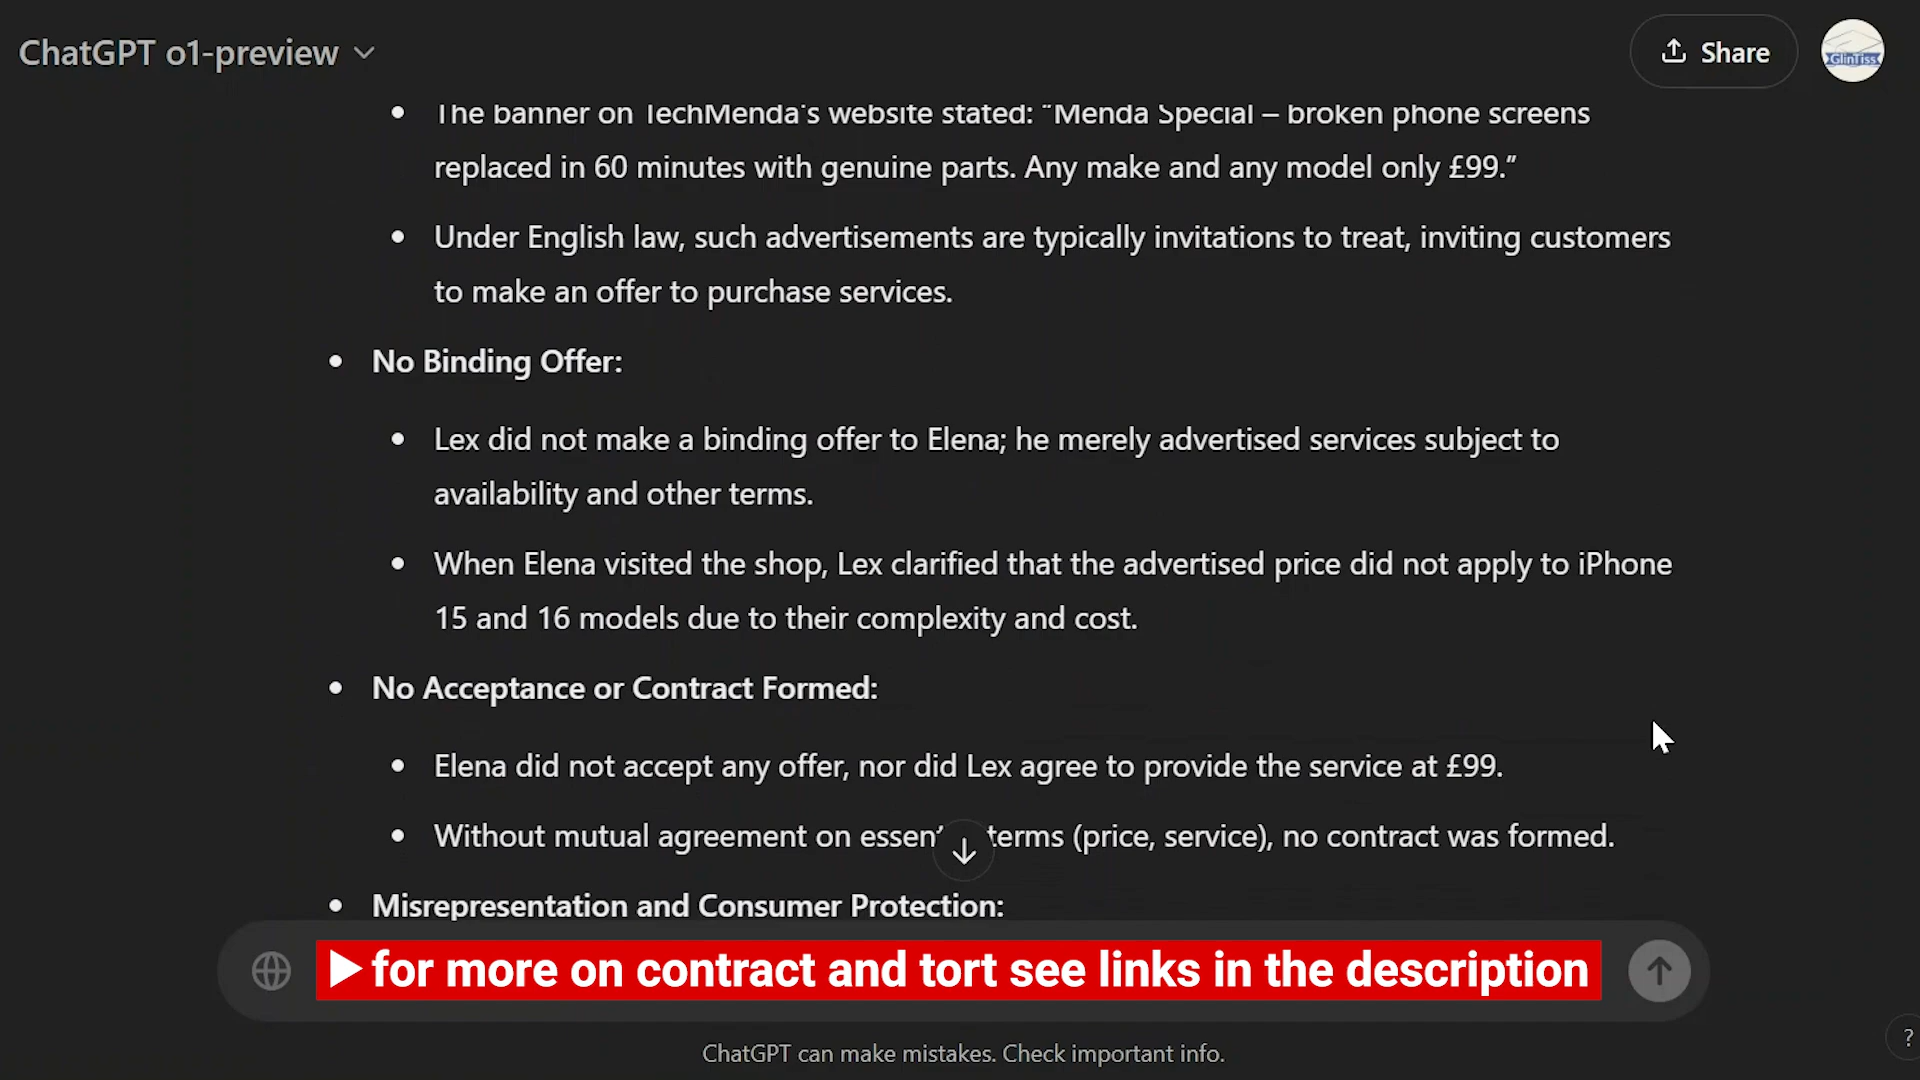 ChatGPT o1-preview
Share
GlinTiss
The banner on TechMenda's website stated: "Menda Special – broken phone screens
replaced in 60 minutes with genuine parts. Any make and any model only £99."
Under English law, such advertisements are typically invitations to treat, inviting customers
to make an offer to purchase services.
No Binding Offer:
Lex did not make a binding offer to Elena; he merely advertised services subject to
availability and other terms.
When Elena visited the shop, Lex clarified that the advertised price did not apply to iPhone
15 and 16 models due to their complexity and cost.
No Acceptance or Contract Formed:
Elena did not accept any offer, nor did Lex agree to provide the service at £99.
Without mutual agreement on essen terms (price, service), no contract was formed.
Misrepresentation and Consumer Protection:
for more on contract and tort see links in the description
ChatGPT can make mistakes. Check important info.
?